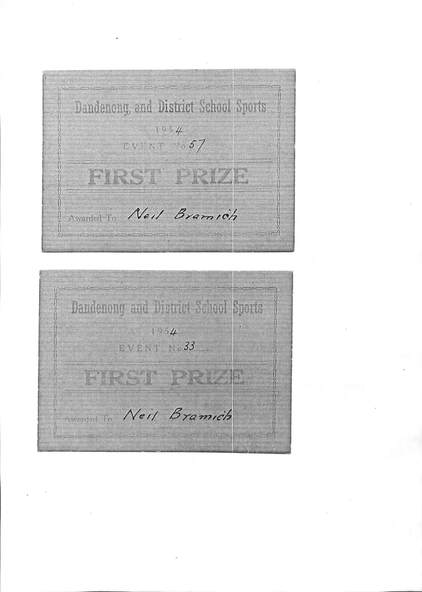 Dandenong and District School Sports
1954
EVENT No 57
FIRST PRIZE
Awarded To Neil Bramich
Dandenong and District School Sports
1954
EVENT No 33
FIRST PRIZE
Awarded To Neil Bramich